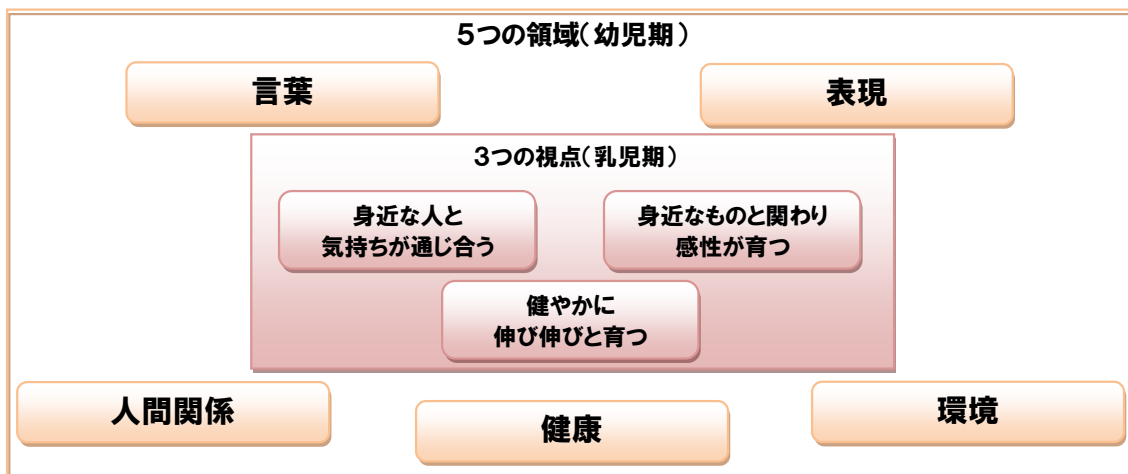 ５つの領域（幼児期）
言葉
表現
３つの視点（乳児期）
身近な人と
気持ちが通じ合う
身近なものと関わり
感性が育つ
健やかに
伸び伸びと育つ
人間関係
健康
環境